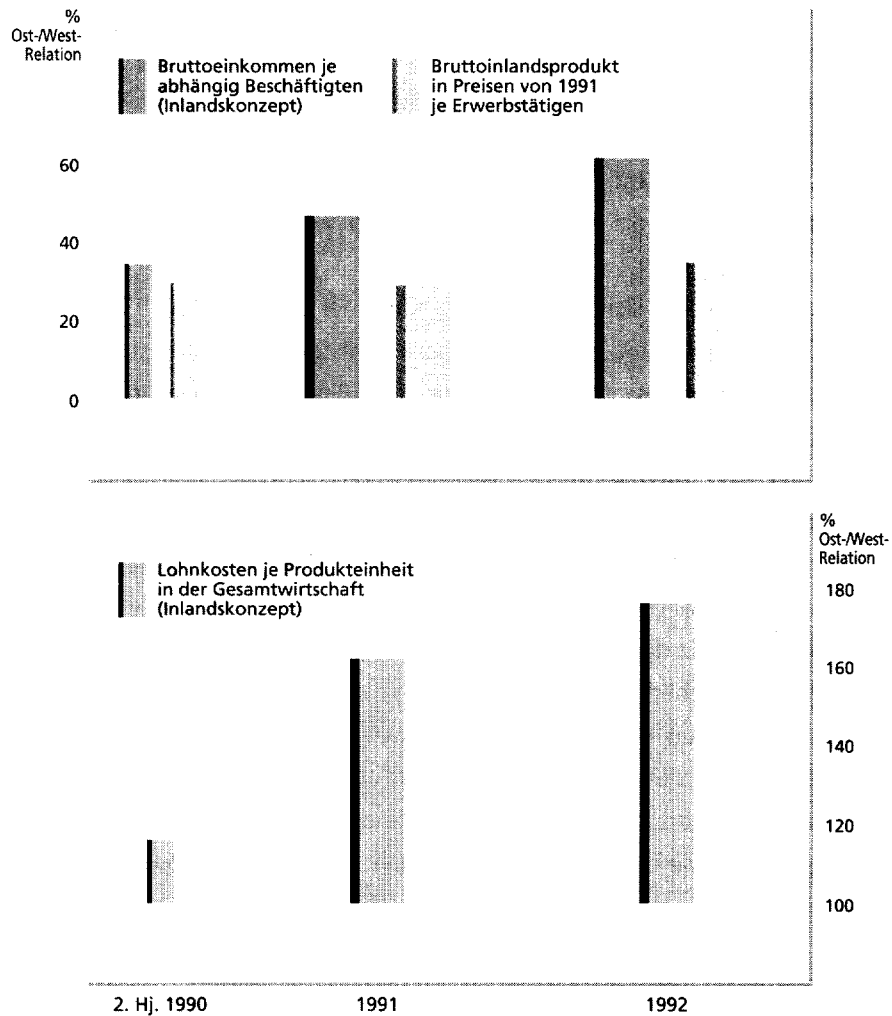 %
Ost-/West-
Relation
Bruttoeinkommen je
abhängig Beschäftigten
(Inlandskonzept)
Bruttoinlandsprodukt
in Preisen von 1991
je Erwerbstätigen
60
40
20
0
%
Ost-/West-
Relation
Lohnkosten je Produkteinheit
in der Gesamtwirtschaft
(Inlandskonzept)
180
160
140
120
100
2. Hj. 1990
1991
1992